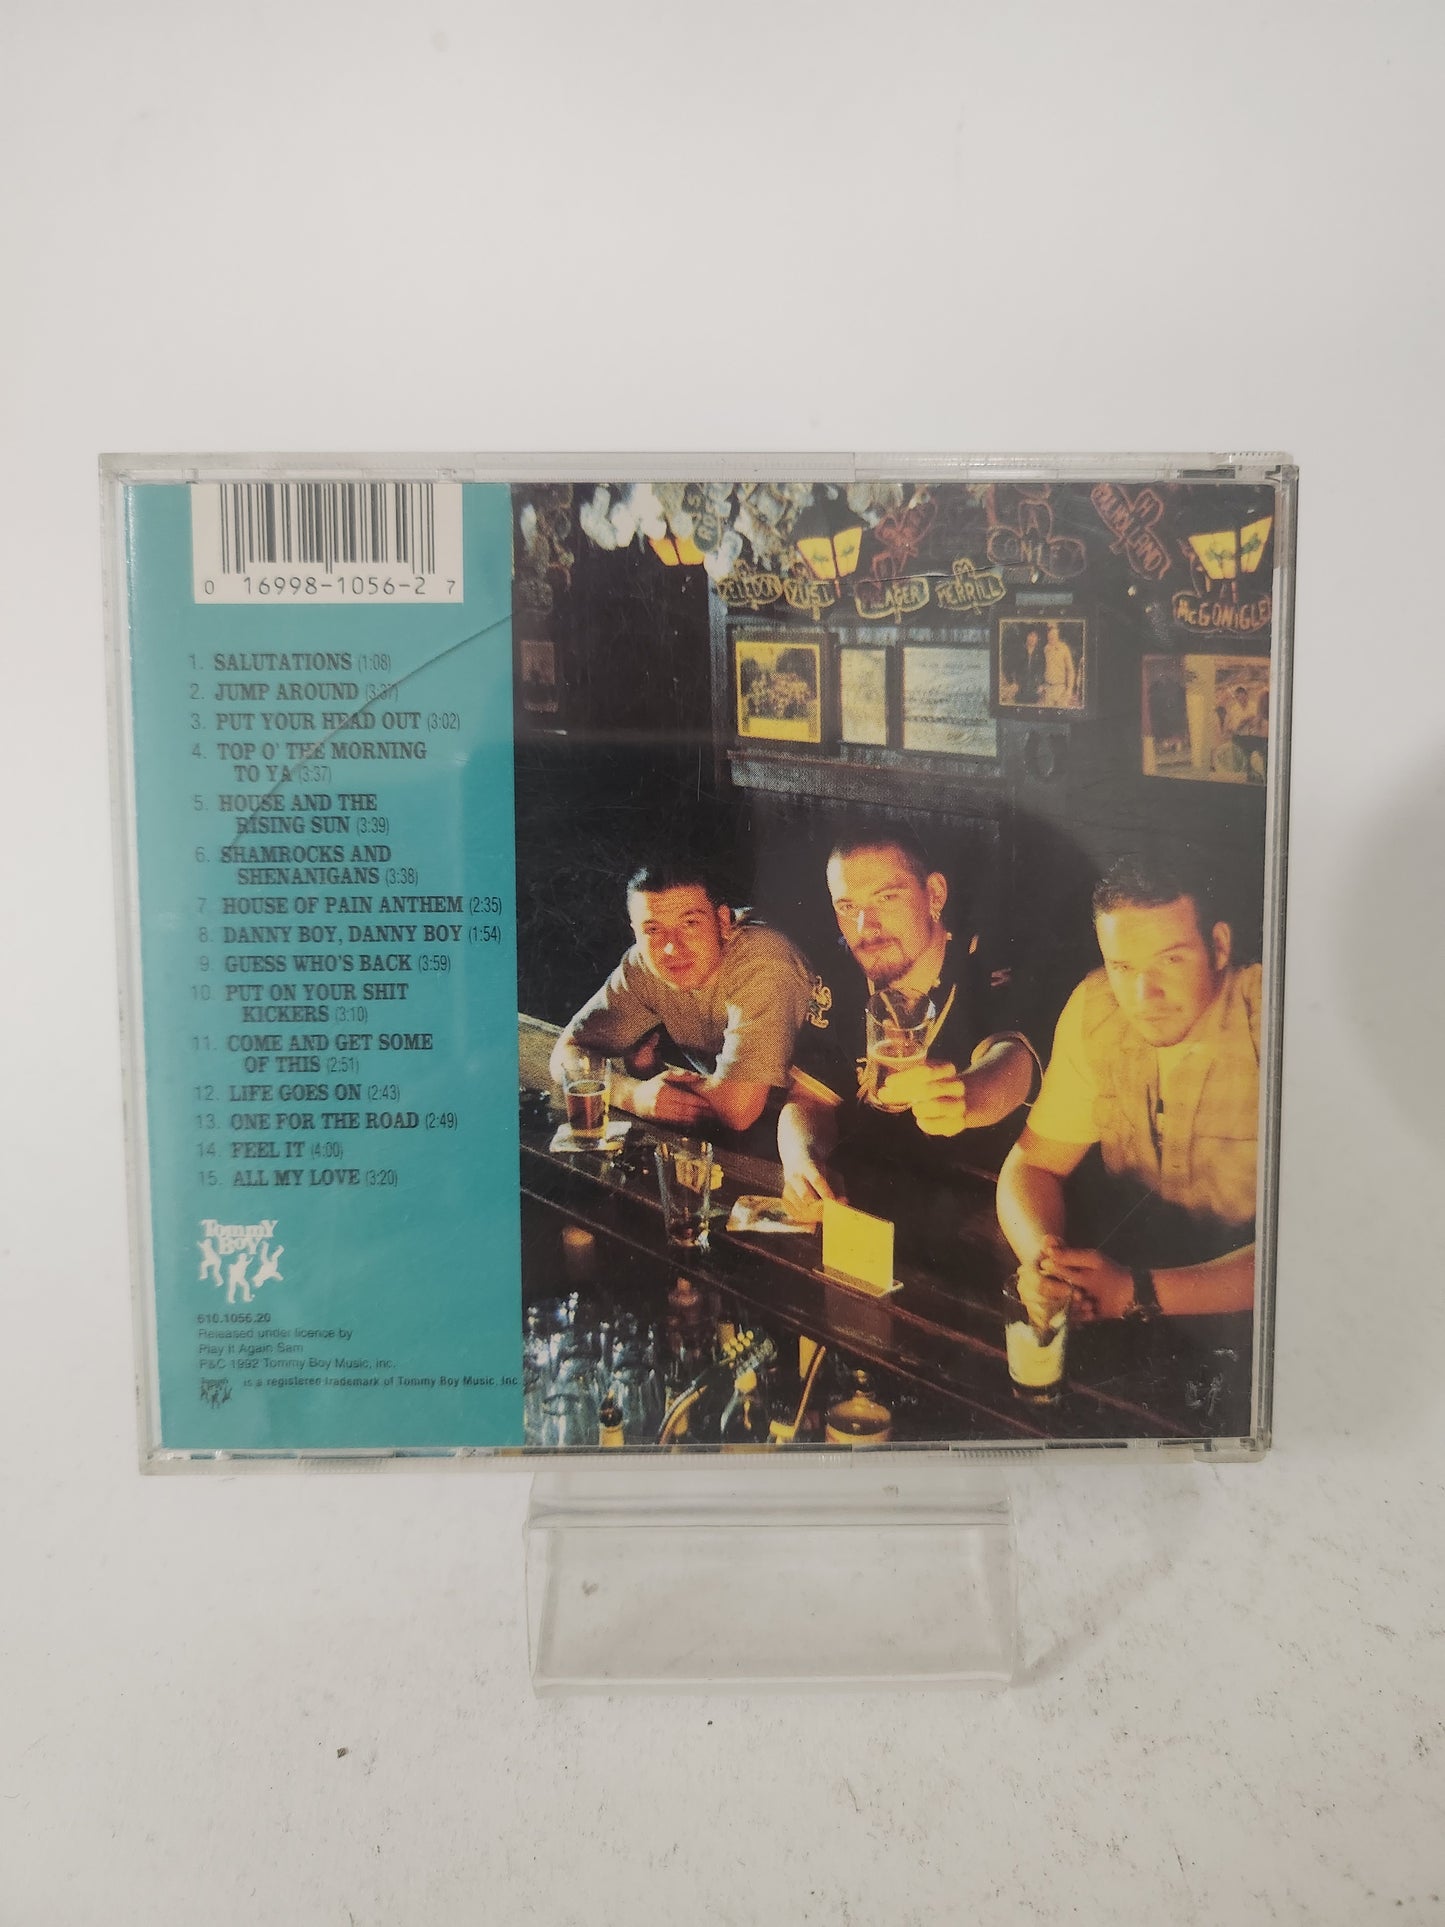 0 16998-1056-2 7
1. SALUTATIONS (1:08)
2. JUMP AROUND (3:37)
3. PUT YOUR HEAD OUT (3:02)
4. TOP O' THE MORNING
TO YA (3:37)
5. HOUSE AND THE
RISING SUN (3:39)
6. SHAMROCKS AND
SHENANIGANS (3:38)
7. HOUSE OF PAIN ANTHEM (2:35)
8. DANNY BOY, DANNY BOY (1:54)
9. GUESS WHO'S BACK (3:59)
10. PUT ON YOUR SHIT
KICKERS (3:10)
11. COME AND GET SOME
OF THIS (2:51)
12. LIFE GOES ON (2:43)
13. ONE FOR THE ROAD (2:49)
14. FEEL IT (4:00)
15. ALL MY LOVE (3:20)
Tommy
Boy
510.1056.20
Released under licence by
Play It Again Sam
P&C 1992 Tommy Boy Music, Inc.
is a registered trademark of Tommy Boy Music, Inc
YUSI
MERRILL
McGONIGLE